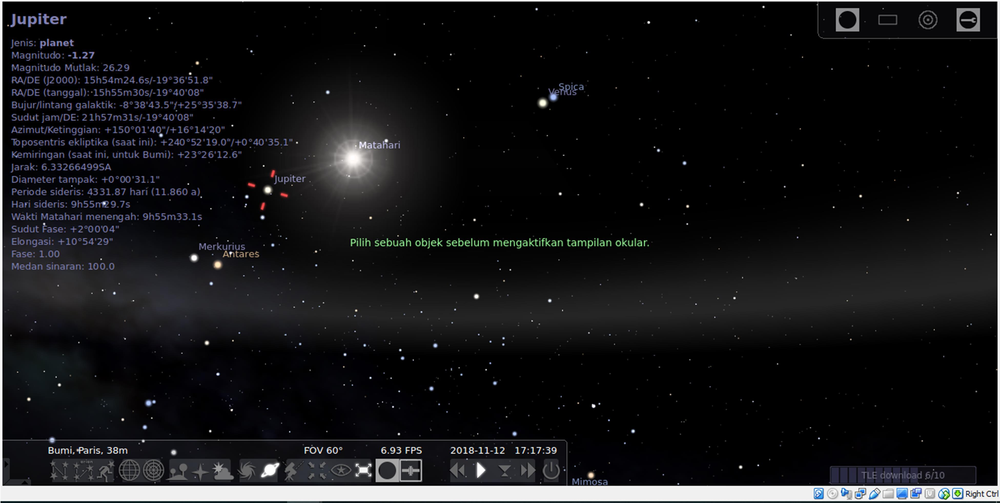 Jupiter
Jenis: planet
Magnitudo: -1.27
Magnitudo Mutlak: 26.29
RA/DE (J2000): 15h54m24.6s/-19°36'51.8"
RA/DE (tanggal): 15h55m30s/-19°40'08"
Bujur/lintang galaktik: -8°38'43.5"/+25°35'38.7"
Sudut jam/DE: 21h57m31s/-19°40'08"
Azimut/Ketinggian: +150°01'40"/+16°14'20"
Toposentris ekliptika (saat ini): +240°52'19.0"/+0°40'35.1"
Kemiringan (saat ini, untuk Bumi): +23°26'12.6"
Jarak: 6.33266499SA
Diameter tampak: +0°00'31.1"
Periode sideris: 4331.87 hari (11.860 a)
Hari sideris: 9h55m29.7s
Wakti Matahari menengah: 9h55m33.1s
Sudut Fase: +2°00'04"
Elongasi: +10°54'29"
Fase: 1.00
Medan sinaran: 100.0
Spica
Venus
Matahari
Jupiter
Merkurius
Antares
Pilih sebuah objek sebelum mengaktifkan tampilan okular.
Bumi, Paris, 38m FOV 60° 6.93 FPS 2018-11-12 17:17:39
orion
Mimosa
TLE download 6/10
Right Ctrl